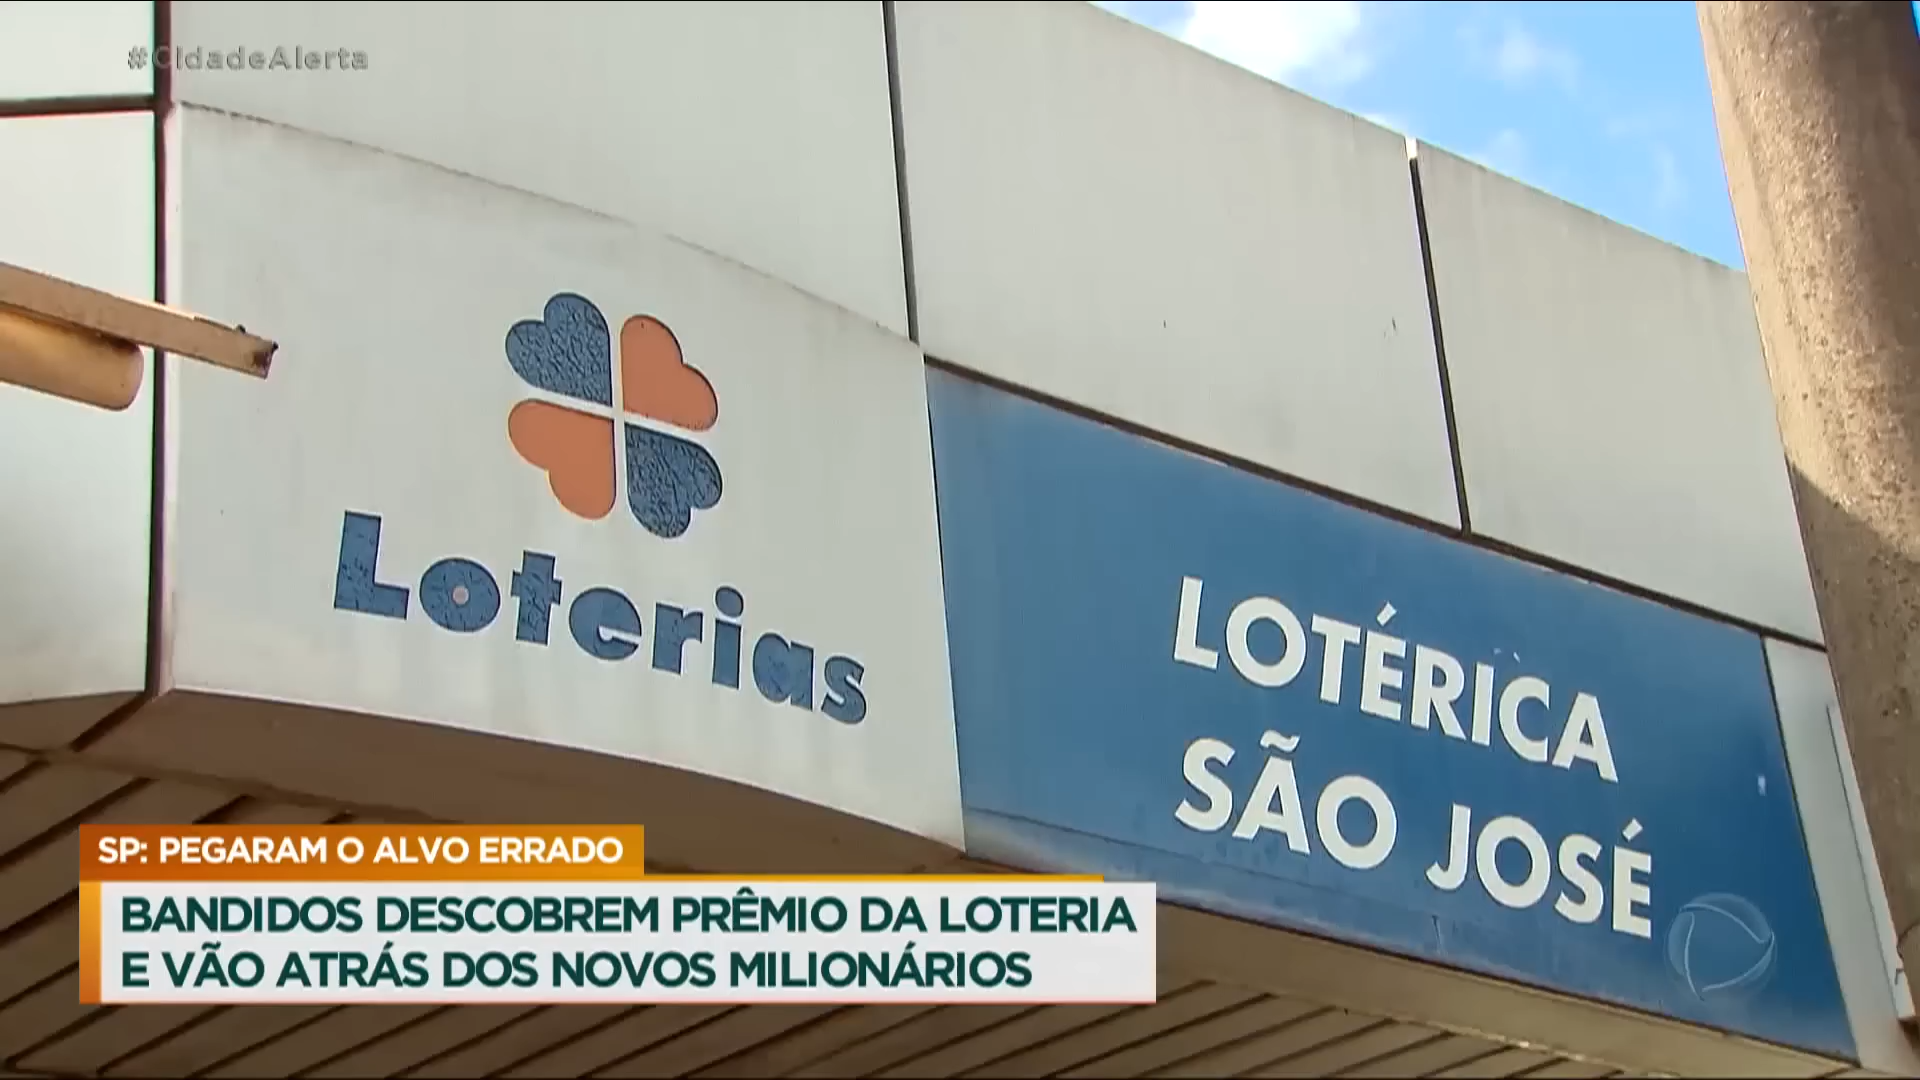 #CidadeAlerta
Loterias
LOTÉRICA
SÃO JOSÉ
SP: PEGARAM O ALVO ERRADO
BANDIDOS DESCOBREM PRÊMIO DA LOTERIA
E VÃO ATRÁS DOS NOVOS MILIONÁRIOS